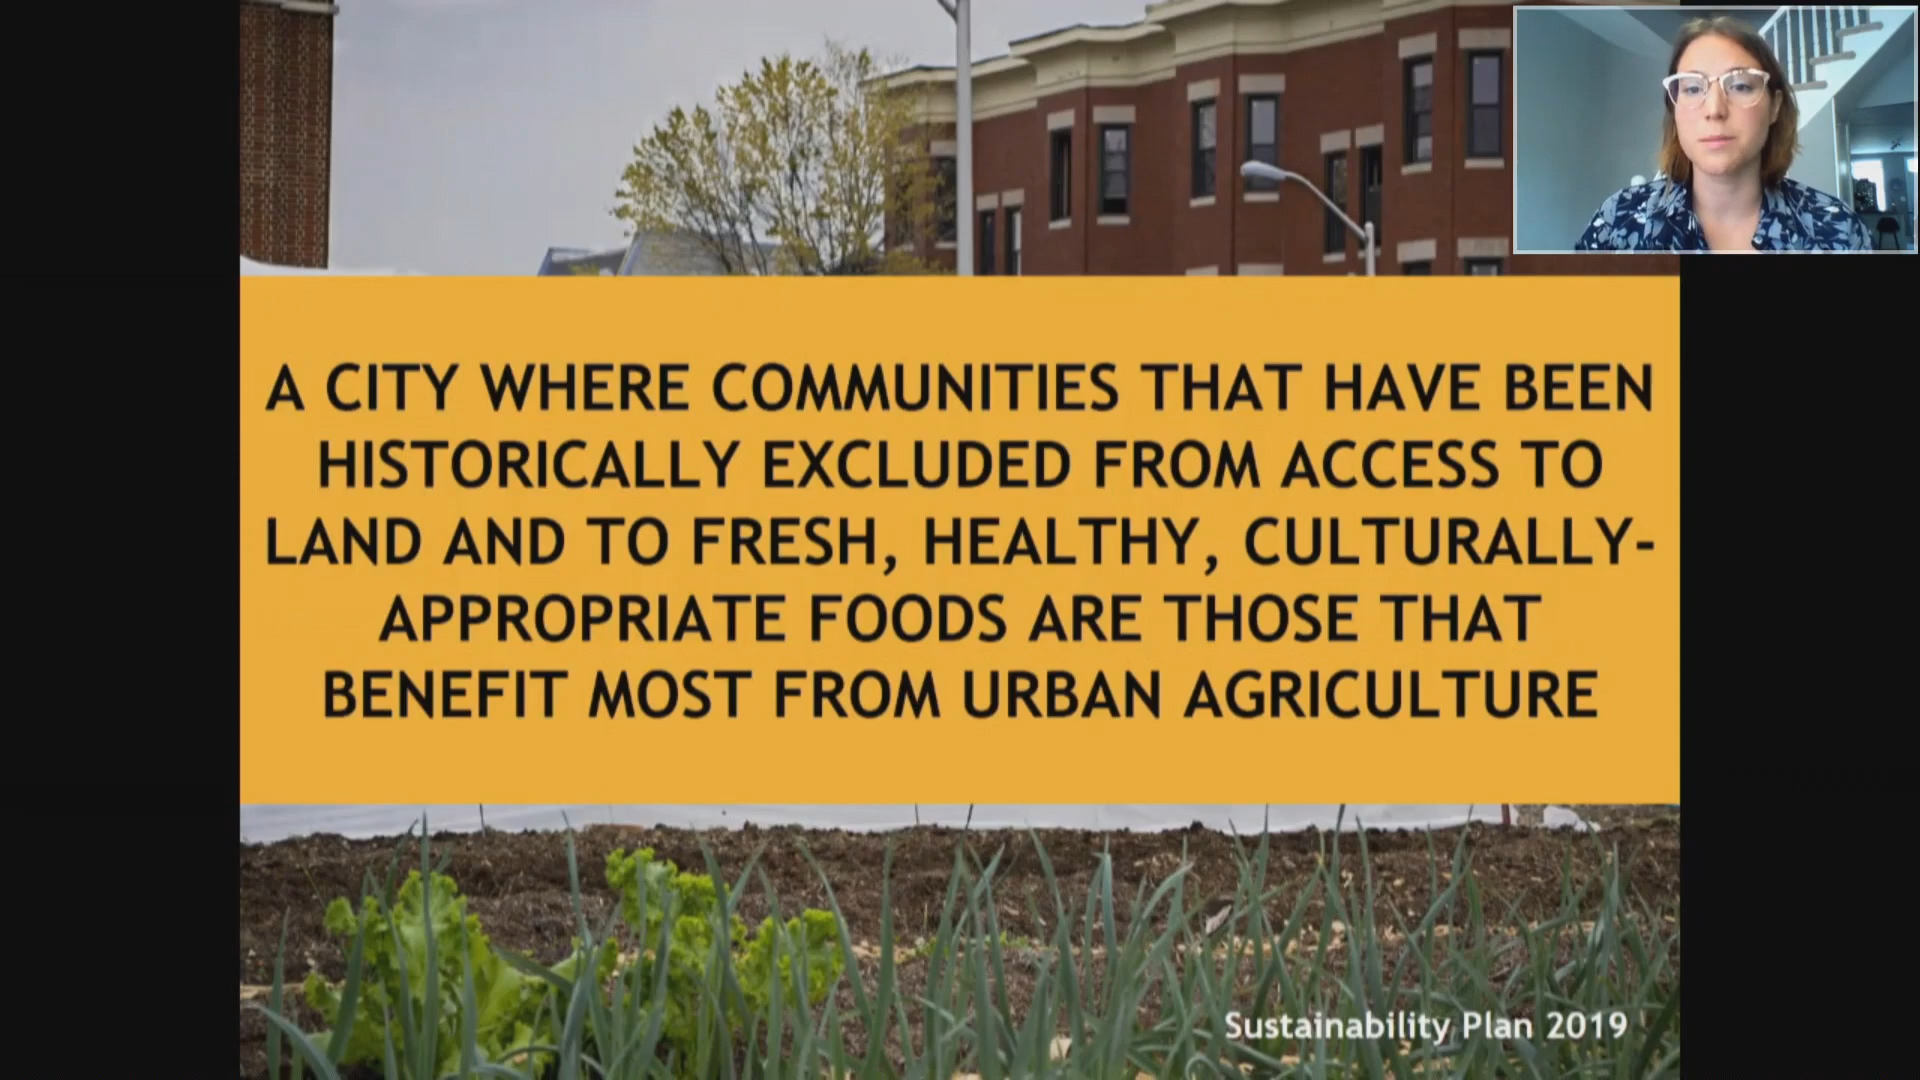 A CITY WHERE COMMUNITIES THAT HAVE BEEN
HISTORICALLY EXCLUDED FROM ACCESS TO
LAND AND TO FRESH, HEALTHY, CULTURALLY-
APPROPRIATE FOODS ARE THOSE THAT
BENEFIT MOST FROM URBAN AGRICULTURE
Sustainability Plan 2019